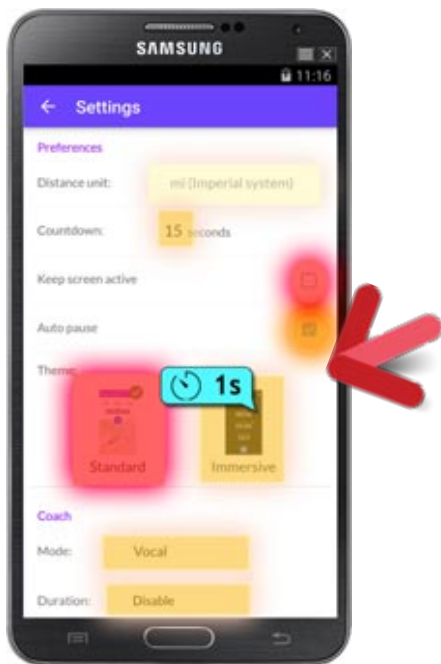 SAMSUNG
11:16
Settings
Preferences
Distance unit: mi (Imperial system)
Countdown: 15 seconds
Keep screen active
Auto pause
Theme:
1s
Standard Immersive
Coach
Mode: Vocal
Duration: Disable